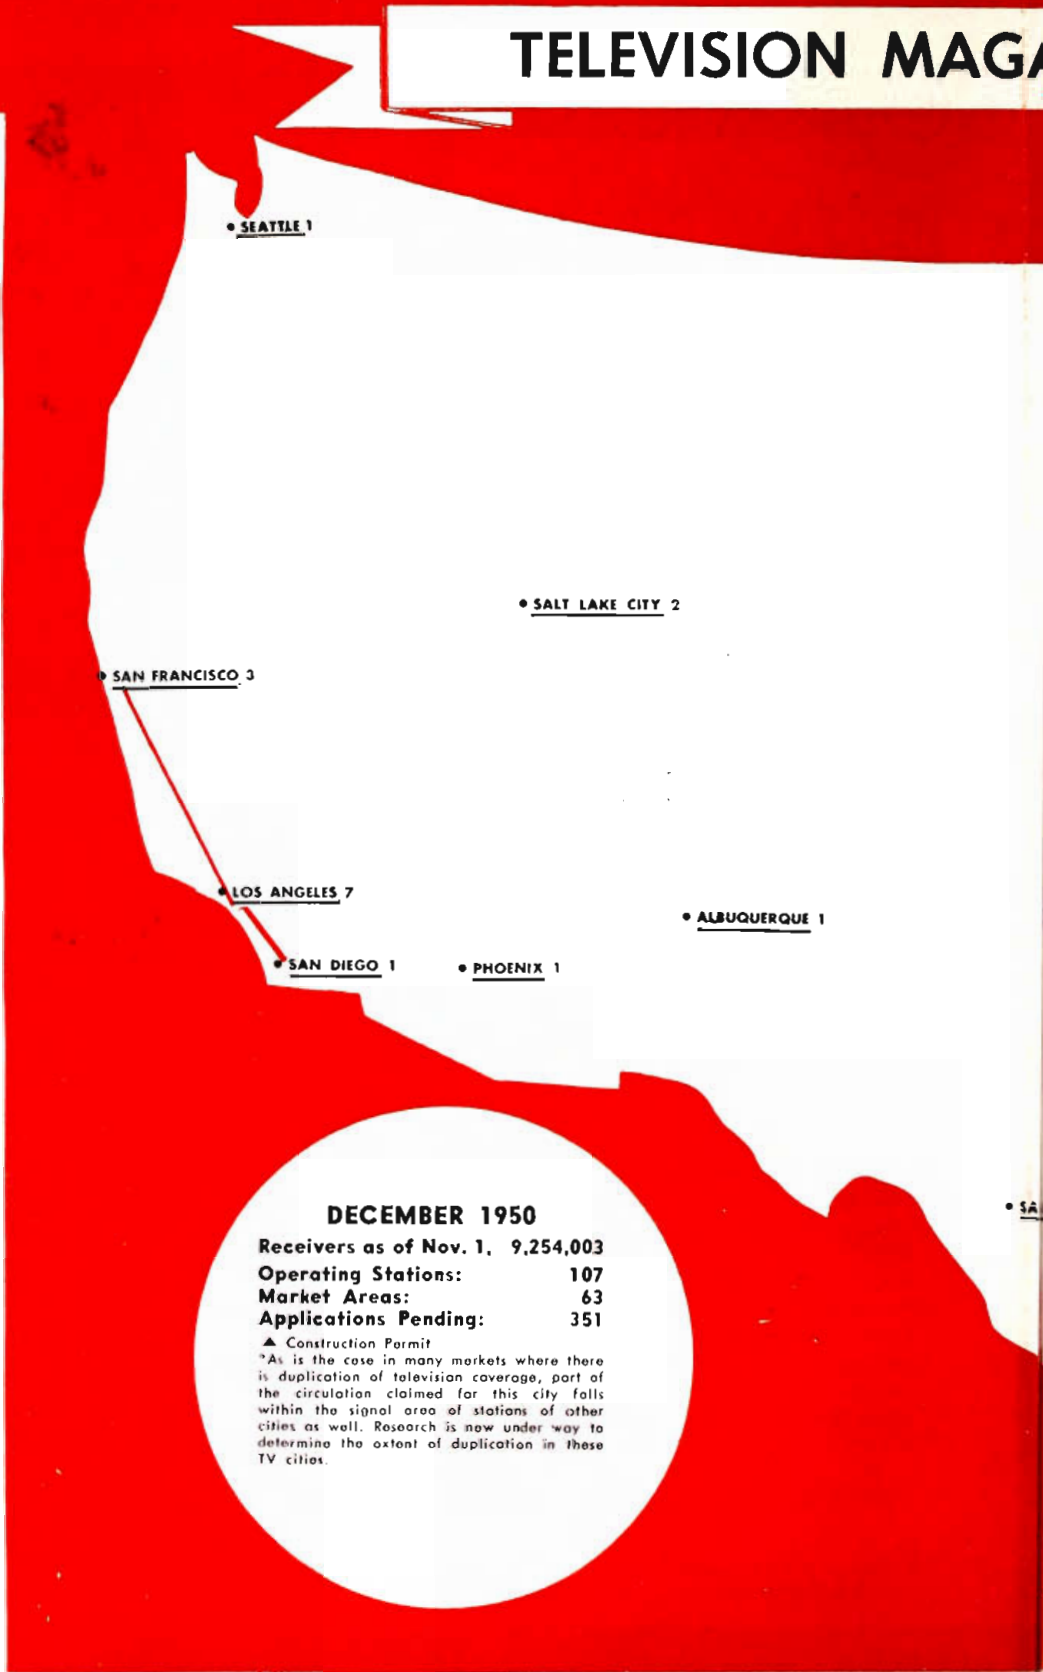 TELEVISION MAGA
SEATTLE 1
SALT LAKE CITY 2
SAN FRANCISCO 3
LOS ANGELES 7
ALBUQUERQUE 1
SAN DIEGO 1
PHOENIX 1
SA
DECEMBER 1950
Receivers as of Nov. 1, 9,254,003
Operating Stations: 107
Market Areas: 63
Applications Pending: 351
▲ Construction Permit
*As is the case in many markets where there
is duplication of television coverage, part of
the circulation claimed for this city falls
within the signal area of stations of other
cities as well. Research is now under way to
determine the extent of duplication in these
TV cities.